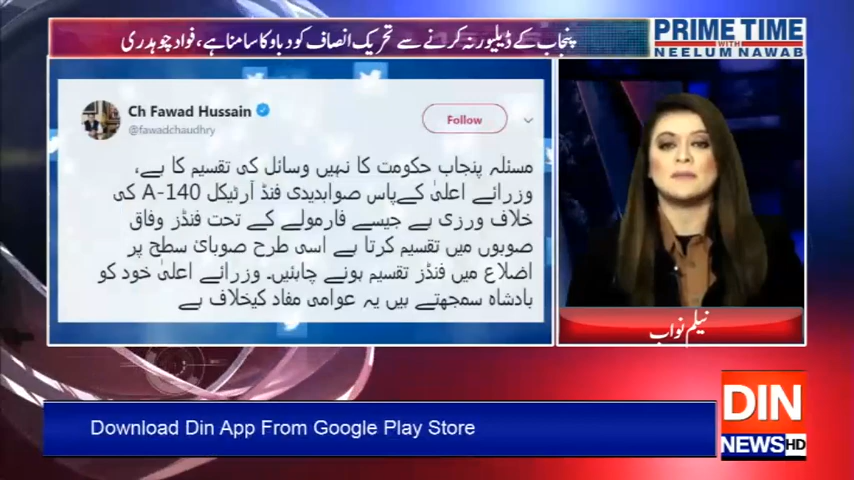 پنجاب کے ڈیلیور نہ کرنے سے تحریک انصاف کو دباو کا سامنا ہے، فواد چوہدری
PRIME TIME
WITH
NEELUM NAWAB
Ch Fawad Hussain
@fawadchaudhry
Follow
مسئلہ پنجاب حکومت کا نہیں وسائل کی تقسیم کا ہے،
وزرائے اعلیٰ کےپاس صوابدیدی فنڈ آرٹیکل 140-A کی
خلاف ورزی ہے جیسے فارمولے کے تحت فنڈز وفاق
صوبوں میں تقسیم کرتا ہے اسی طرح صوبائ سطح پر
اضلاع میں فنڈز تقسیم ہونے چاہئیں۔ وزرائے اعلیٰ خود کو
بادشاہ سمجھتے ہیں یہ عوامی مفاد کیخلاف ہے
نیلم نواب
Download Din App From Google Play Store
DIN
NEWS HD